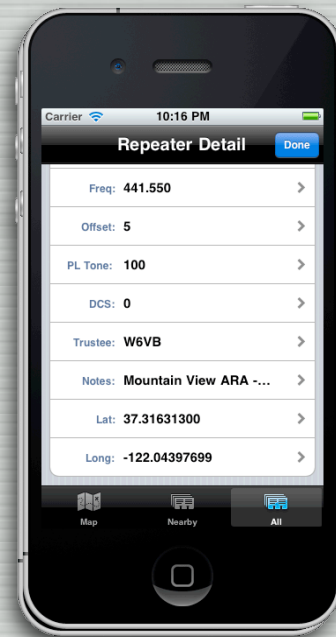 Carrier 10:16 PM
Repeater Detail Done
Freq: 441.550
Offset: 5
PL Tone: 100
DCS: 0
Trustee: W6VB
Notes: Mountain View ARA -...
Lat: 37.31631300
Long: -122.04397699
Map Nearby All